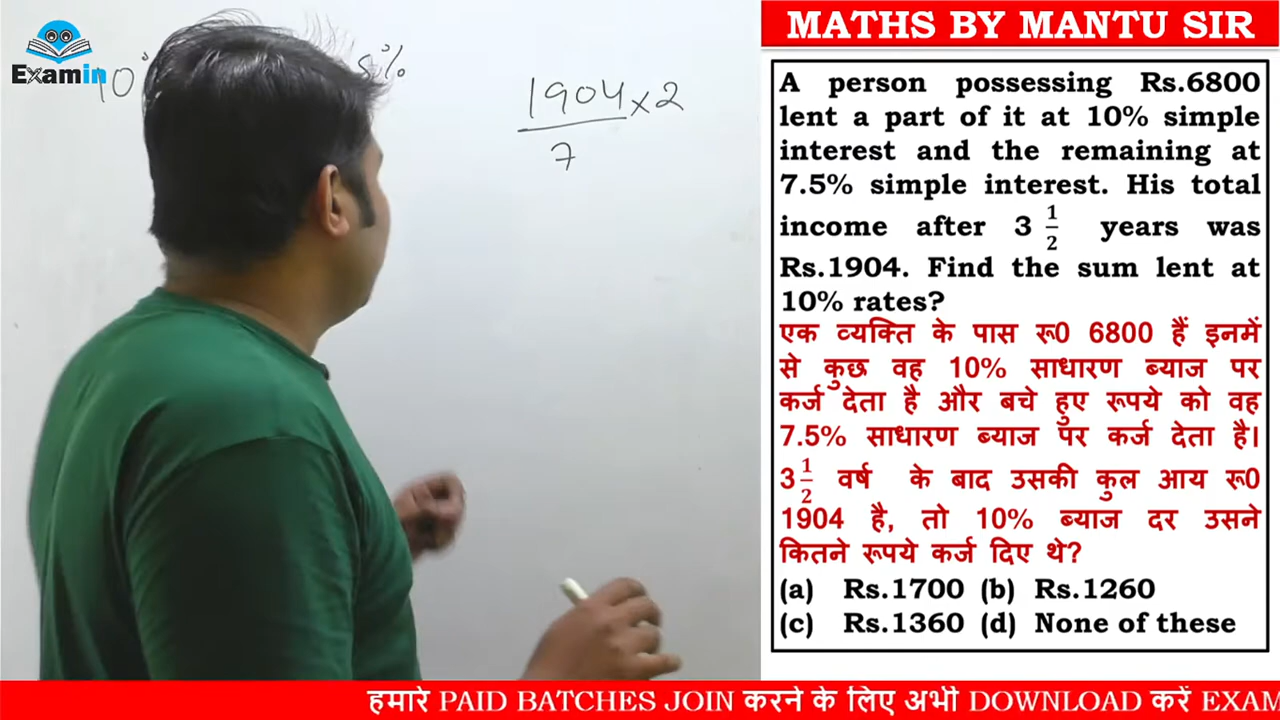 Examin
10
5%
1904 × 2
7
MATHS BY MANTU SIR
A person possessing Rs.6800
lent a part of it at 10% simple
interest and the remaining at
7.5% simple interest. His total
income after 3 1/2 years was
Rs.1904. Find the sum lent at
10% rates?
एक व्यक्ति के पास रू0 6800 हैं इनमें
से कुछ वह 10% साधारण ब्याज पर
कर्ज देता है और बचे हुए रूपये को वह
7.5% साधारण ब्याज पर कर्ज देता है।
3 1/2 वर्ष के बाद उसकी कुल आय रू0
1904 है, तो 10% ब्याज दर उसने
कितने रूपये कर्ज दिए थे?
(a) Rs.1700 (b) Rs.1260
(c) Rs.1360 (d) None of these
हमारे PAID BATCHES JOIN करने के लिए अभी DOWNLOAD करें EXAM